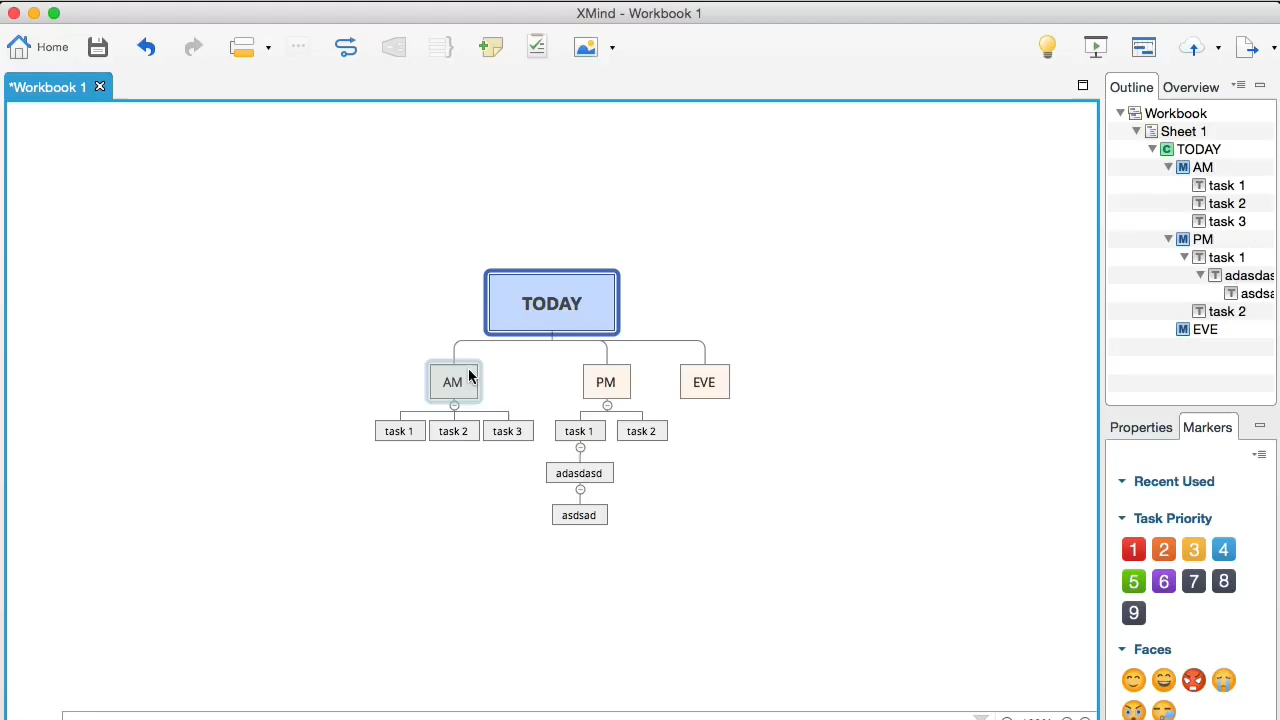 XMind - Workbook 1
Home
*Workbook 1
TODAY
AM
PM
EVE
task 1
task 2
task 3
task 1
task 2
adasdasd
asdsad
Outline
Overview
Workbook
Sheet 1
C TODAY
M AM
T task 1
T task 2
T task 3
M PM
T task 1
T adasdas
T asdsa
T task 2
M EVE
Properties
Markers
Recent Used
Task Priority
1 2 3 4
5 6 7 8
9
Faces